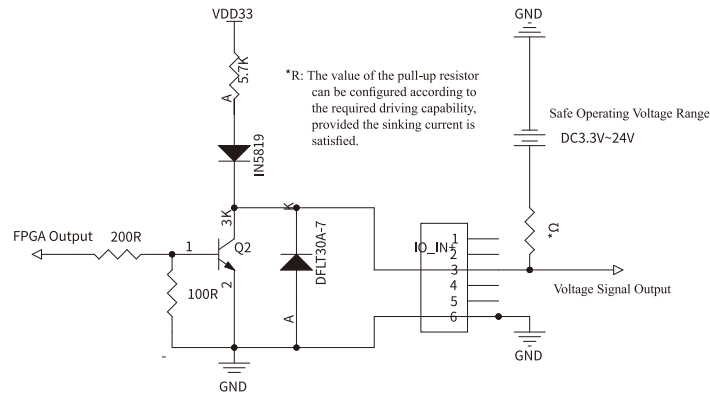 VDD33
GND
5.7K
A
*R: The value of the pull-up resistor
can be configured according to
the required driving capability,
provided the sinking current is
satisfied.
Safe Operating Voltage Range
DC3.3V~24V
IN5819
3K
K
FPGA Output
200R
1
Q2
DFLT30A-7
IO_IN+
1
2
3
4
5
6
*Ω
100R
2
A
Voltage Signal Output
-
GND
GND